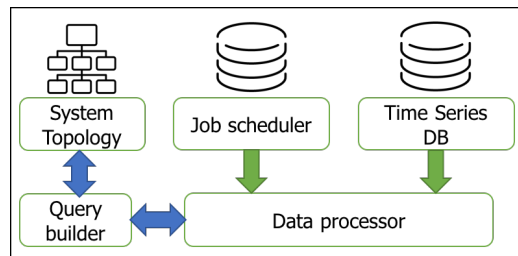 System
Topology
Job scheduler
Time Series
DB
Query
builder
Data processor